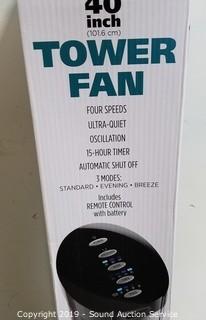 40
inch
(101.6 cm)
TOWER
FAN
FOUR SPEEDS
ULTRA-QUIET
OSCILLATION
15-HOUR TIMER
AUTOMATIC SHUT OFF
3 MODES:
STANDARD • EVENING • BREEZE
Includes
REMOTE CONTROL
with battery
Copyright 2019 - Sound Auction Service